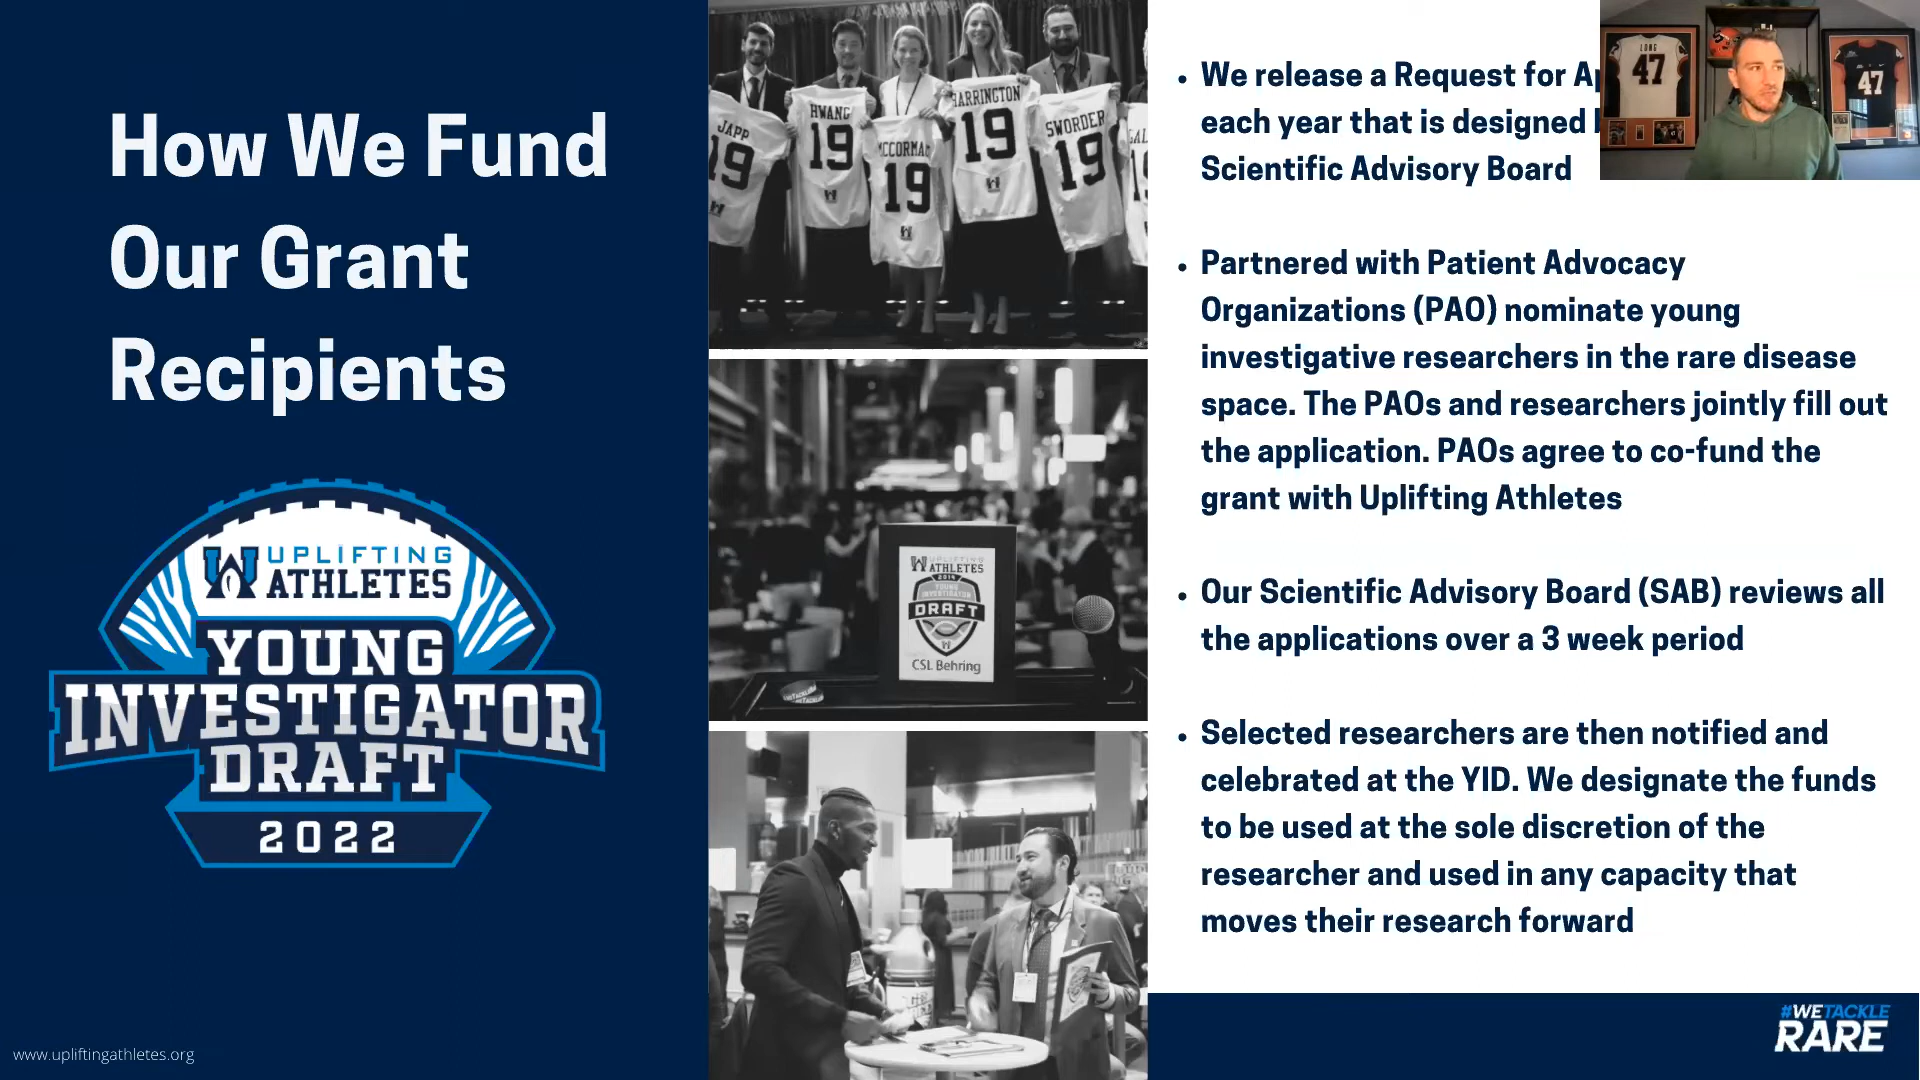 How We Fund
Our Grant
Recipients
UPLIFTING
ATHLETES
YOUNG
INVESTIGATOR
DRAFT
2022
www.upliftingathletes.org
JAPP
19
HWANG
19
19
HARRINGTON
19
SWORDER
19
UPLIFTING
ATHLETES
2019
YOUNG
INVESTIGATOR
DRAFT
CSL Behring
We release a Request for
each year that is designed
Scientific Advisory Board
Partnered with Patient Advocacy
Organizations (PAO) nominate young
investigative researchers in the rare disease
space. The PAOs and researchers jointly fill out
the application. PAOs agree to co-fund the
grant with Uplifting Athletes
Our Scientific Advisory Board (SAB) reviews all
the applications over a 3 week period
Selected researchers are then notified and
celebrated at the YID. We designate the funds
to be used at the sole discretion of the
researcher and used in any capacity that
moves their research forward
LONG
47
47
#WETACKLE
RARE